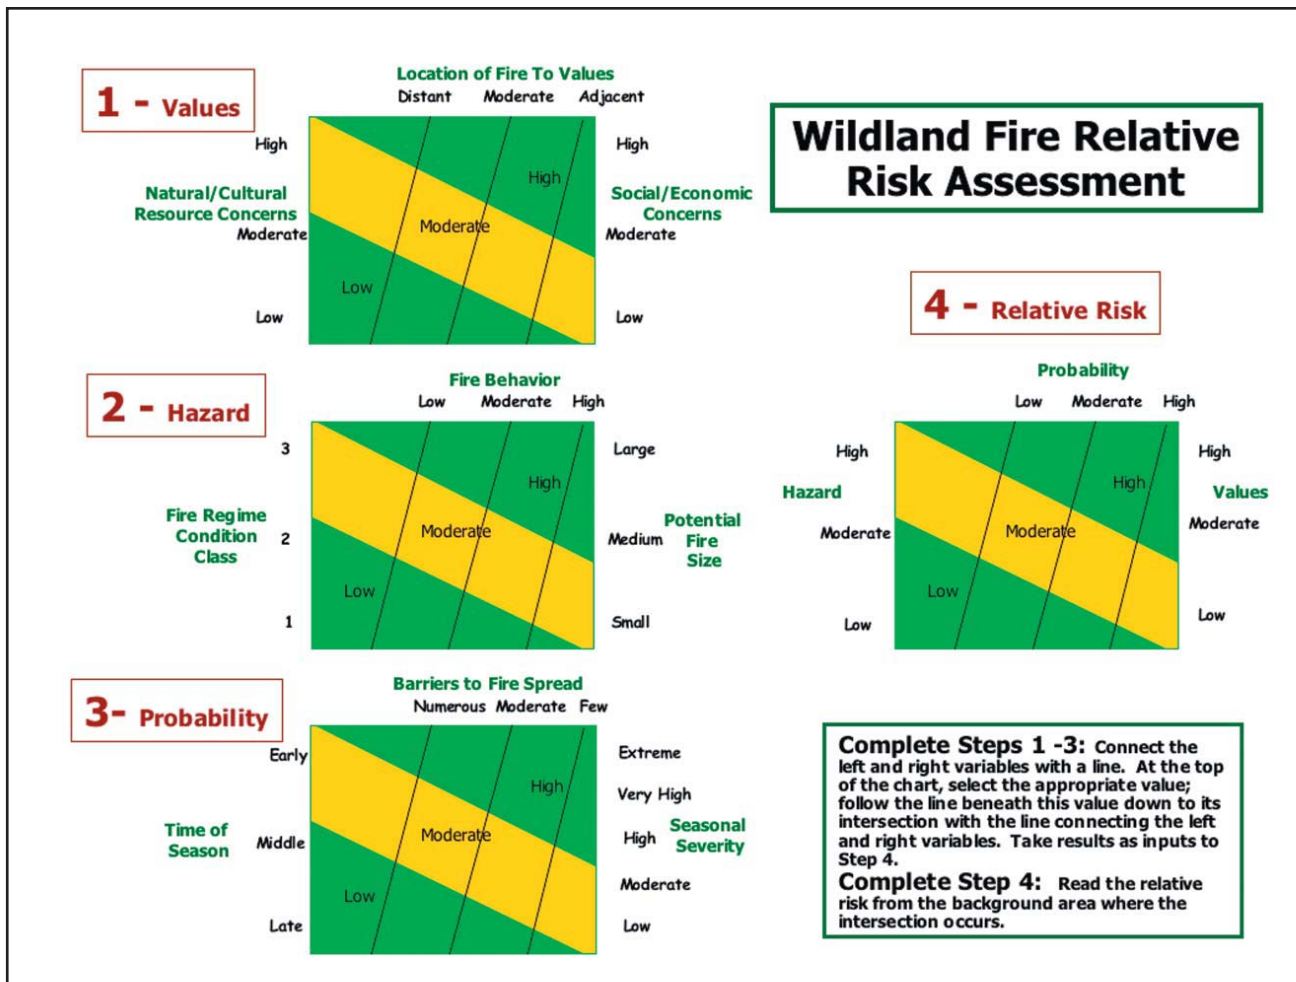 Wildland Fire Relative
Risk Assessment
1 - Values
Location of Fire To Values
Distant Moderate Adjacent
High
Natural/Cultural
Resource Concerns
Moderate
Low
High
Moderate
Low
High
Social/Economic
Concerns
Moderate
Low
2 - Hazard
Fire Behavior
Low Moderate High
3
Fire Regime
Condition
Class
2
1
High
Moderate
Low
Large
Medium
Potential
Fire
Size
Small
3- Probability
Barriers to Fire Spread
Numerous Moderate Few
Early
Time of
Season
Middle
Late
High
Moderate
Low
Extreme
Very High
High
Seasonal
Severity
Moderate
Low
4 - Relative Risk
Probability
Low Moderate High
High
Hazard
Moderate
Low
High
Moderate
Low
High
Values
Moderate
Low
Complete Steps 1 -3: Connect the
left and right variables with a line. At the top
of the chart, select the appropriate value;
follow the line beneath this value down to its
intersection with the line connecting the left
and right variables. Take results as inputs to
Step 4.
Complete Step 4: Read the relative
risk from the background area where the
intersection occurs.